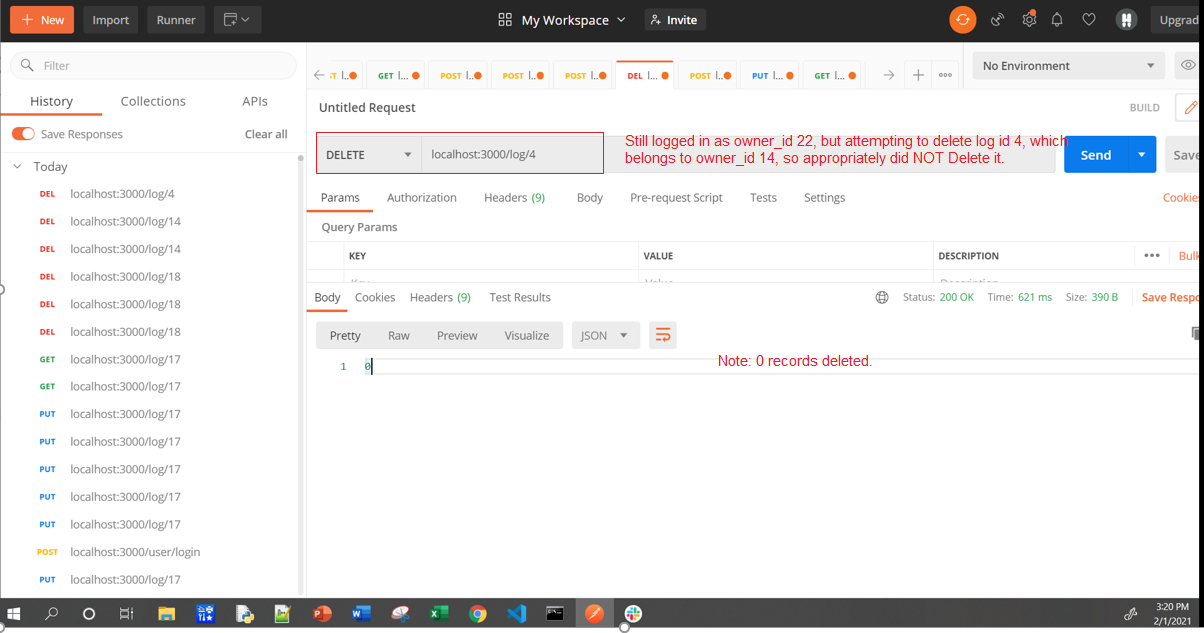 + New
Import
Runner
My Workspace
Invite
Upgrad
Filter
History
Collections
APIs
Save Responses
Clear all
Today
DEL localhost:3000/log/4
DEL localhost:3000/log/14
DEL localhost:3000/log/14
DEL localhost:3000/log/18
DEL localhost:3000/log/18
DEL localhost:3000/log/18
GET localhost:3000/log/17
GET localhost:3000/log/17
PUT localhost:3000/log/17
PUT localhost:3000/log/17
PUT localhost:3000/log/17
PUT localhost:3000/log/17
PUT localhost:3000/log/17
POST localhost:3000/user/login
PUT localhost:3000/log/17
ST l...
GET l...
POST l...
POST l...
POST l...
DEL l...
POST l...
PUT l...
GET l...
No Environment
Untitled Request
BUILD
DELETE
localhost:3000/log/4
Still logged in as owner_id 22, but attempting to delete log id 4, which
belongs to owner_id 14, so appropriately did NOT Delete it.
Send
Save
Params
Authorization
Headers (9)
Body
Pre-request Script
Tests
Settings
Cookies
Query Params
KEY
VALUE
DESCRIPTION
Bulk
Key
Value
Description
Body
Cookies
Headers (9)
Test Results
Status: 200 OK
Time: 621 ms
Size: 390 B
Save Respo
Pretty
Raw
Preview
Visualize
JSON
1 0
Note: 0 records deleted.
3:20 PM
2/1/2021